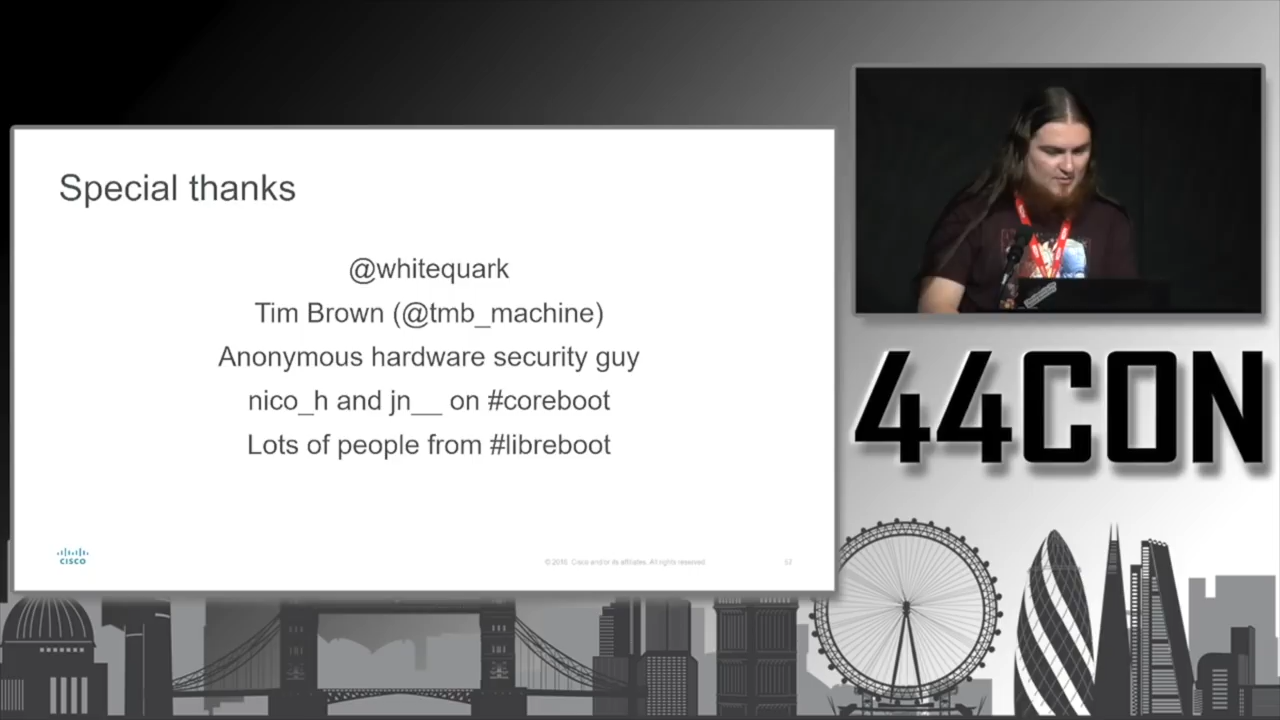 Special thanks
@whitequark
Tim Brown (@tmb_machine)
Anonymous hardware security guy
nico_h and jn__ on #coreboot
Lots of people from #libreboot
CISCO
44CON